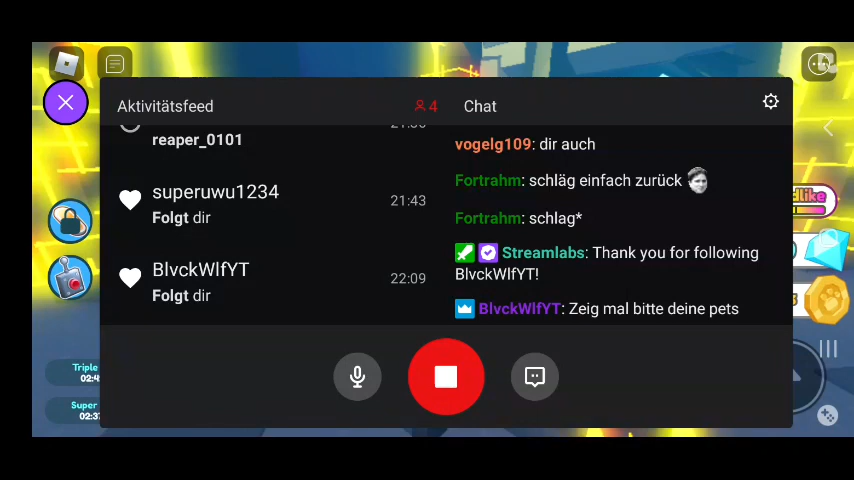 Aktivitätsfeed
4
Chat
reaper_0101
superuwu1234
Folgt dir
21:43
BlvckWlfYT
Folgt dir
22:09
vogelg109: dir auch
Fortrahm: schläg einfach zurück
Fortrahm: schlag*
Streamlabs: Thank you for following
BlvckWlfYT!
BlvckWlfYT: Zeig mal bitte deine pets
Triple
Super